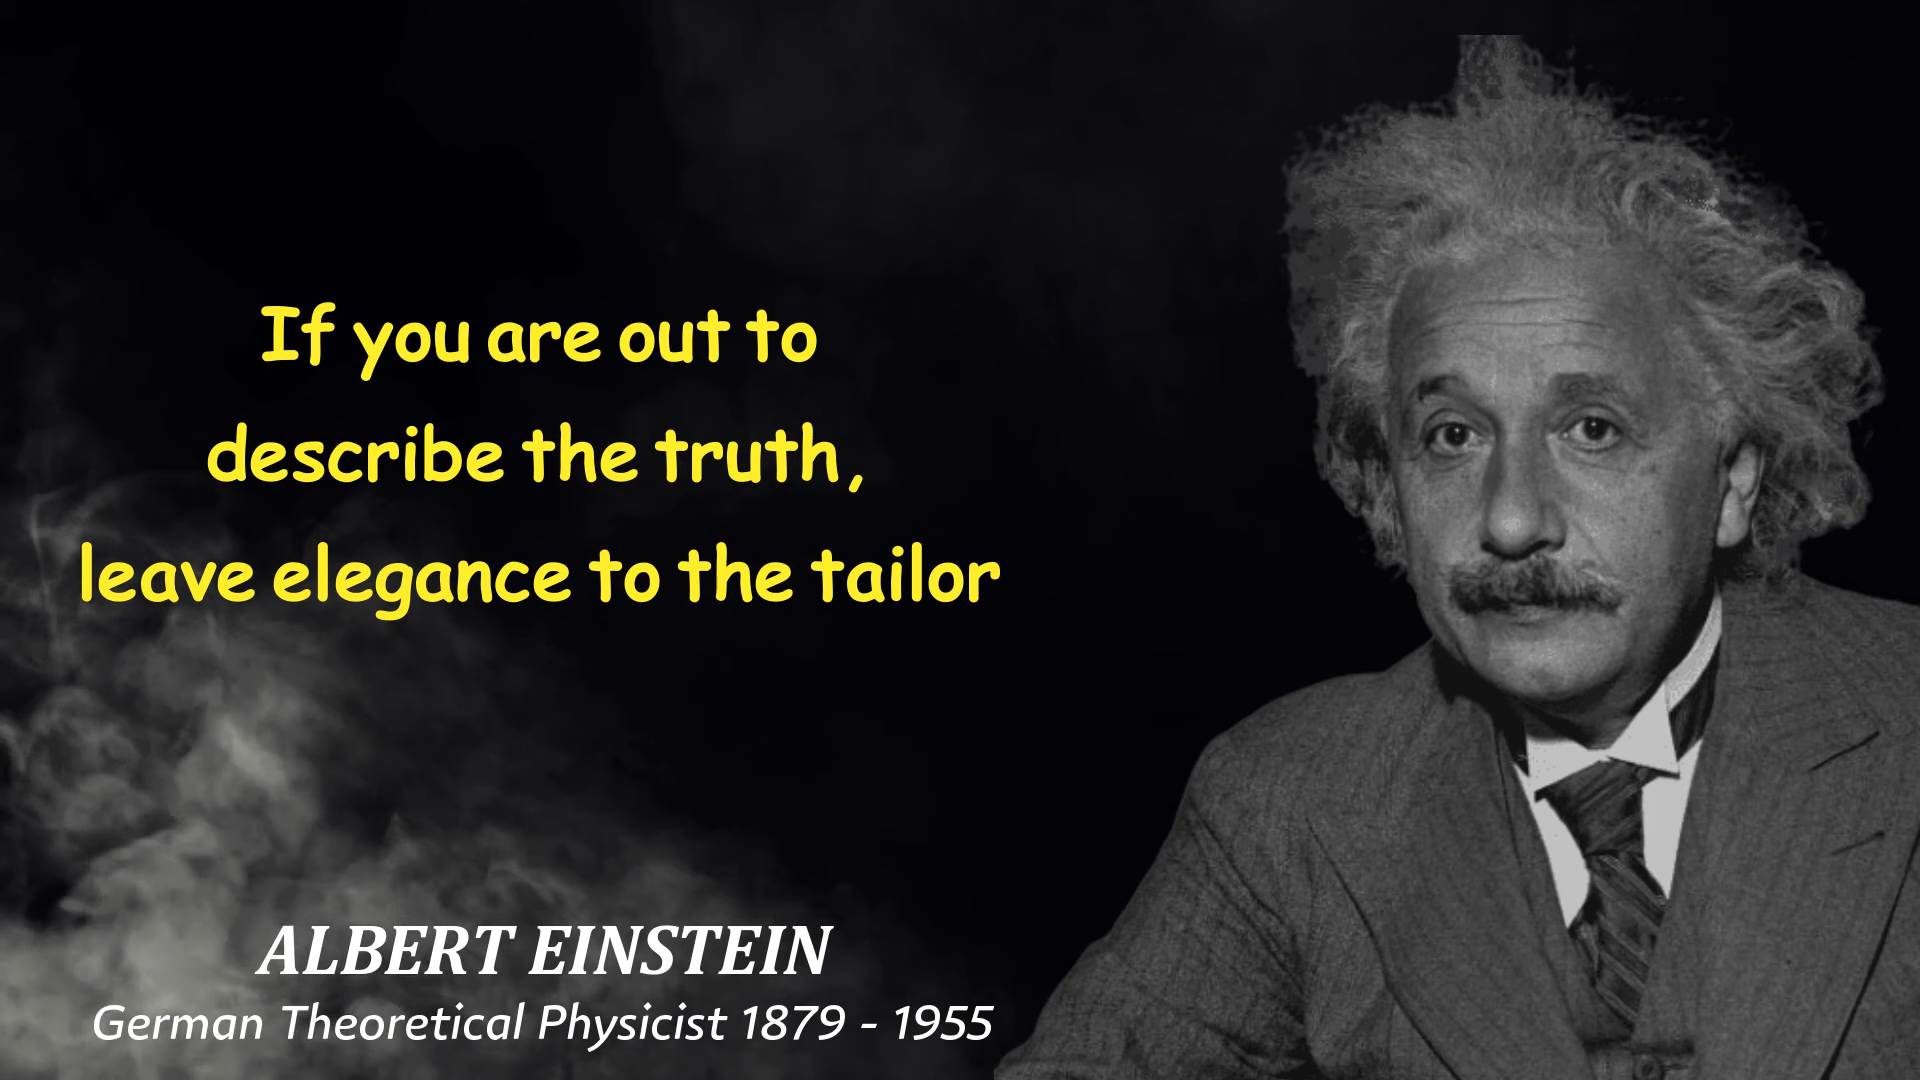 If you are out to
describe the truth,
leave elegance to the tailor
ALBERT EINSTEIN
German Theoretical Physicist 1879 - 1955